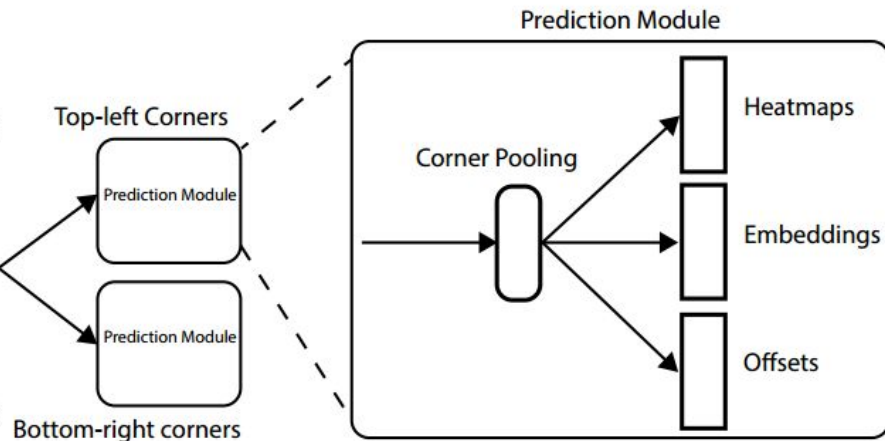 Prediction Module
Top-left Corners
Prediction Module
Prediction Module
Bottom-right corners
Corner Pooling
Heatmaps
Embeddings
Offsets